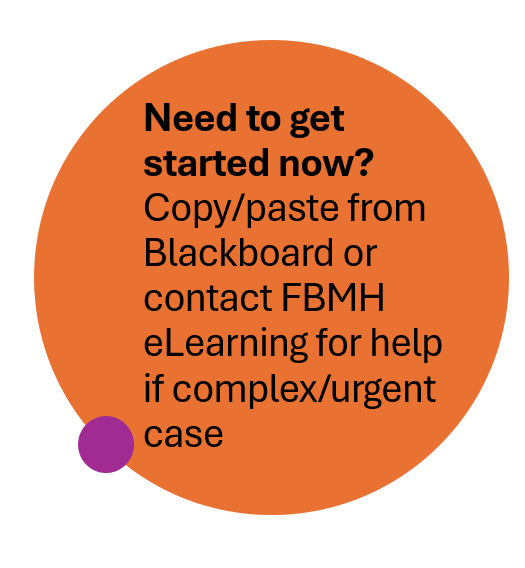 Need to get
started now?
Copy/paste from
Blackboard or
contact FBMH
eLearning for help
if complex/urgent
case